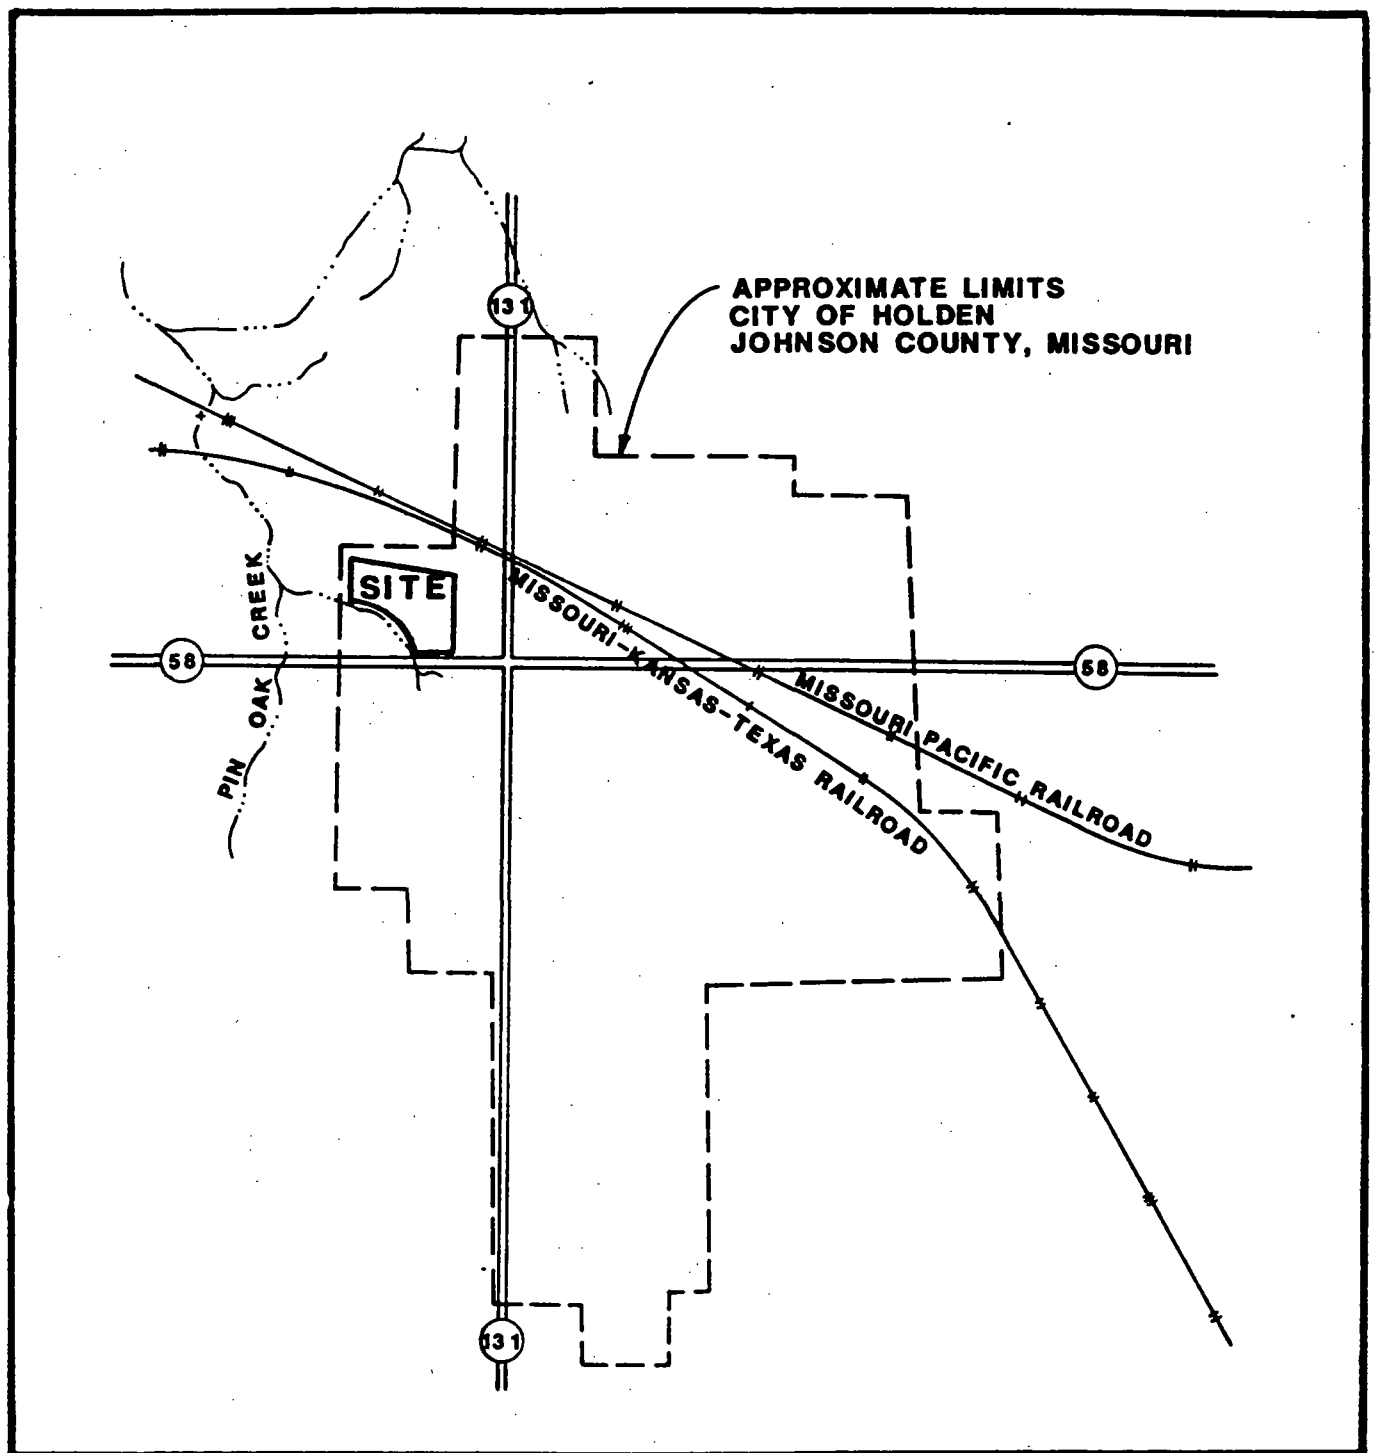 131
APPROXIMATE LIMITS
CITY OF HOLDEN
JOHNSON COUNTY, MISSOURI
SITE
PIN OAK CREEK
58
58
MISSOURI-KANSAS-TEXAS RAILROAD
MISSOURI PACIFIC RAILROAD
131